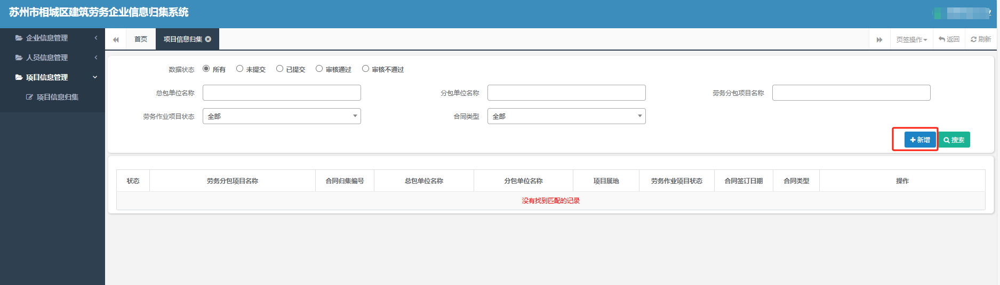 苏州市相城区建筑劳务企业信息归集系统
企业信息管理
人员信息管理
项目信息管理
项目信息归集
首页 项目信息归集 页签操作 返回 刷新
数据状态 所有 未提交 已提交 审核通过 审核不通过
总包单位名称 分包单位名称 劳务分包项目名称
劳务作业项目状态 全部 合同类型 全部
新增 搜索
状态 劳务分包项目名称 合同归集编号 总包单位名称 分包单位名称 项目属地 劳务作业项目状态 合同签订日期 合同类型 操作
没有找到匹配的记录